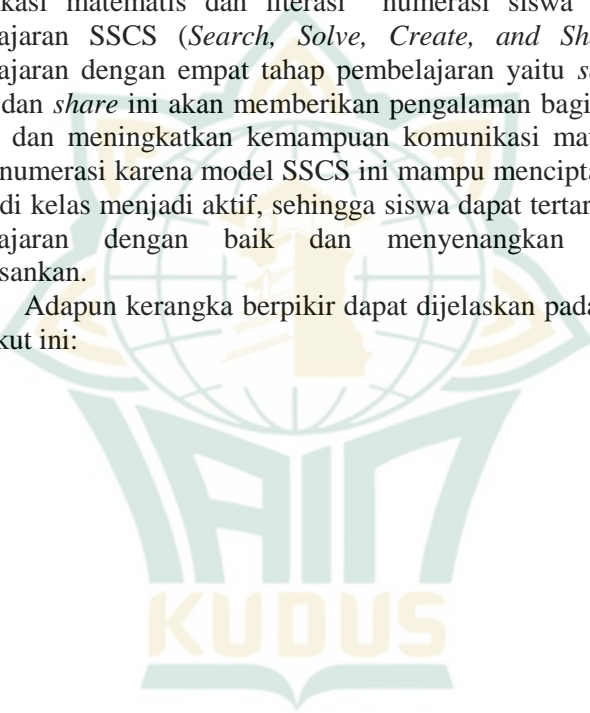 kasi matematis dan literasi numerasi siswa
ajaran SSCS (Search, Solve, Create, and Sh
ajaran dengan empat tahap pembelajaran yaitu s
dan share ini akan memberikan pengalaman bagi
dan meningkatkan kemampuan komunikasi mat
numerasi karena model SSCS ini mampu mencipta
di kelas menjadi aktif, sehingga siswa dapat tertar
ajaran dengan baik dan menyenangkan
sankan.
Adapun kerangka berpikir dapat dijelaskan pada
kut ini:
IAIN
KUDUS